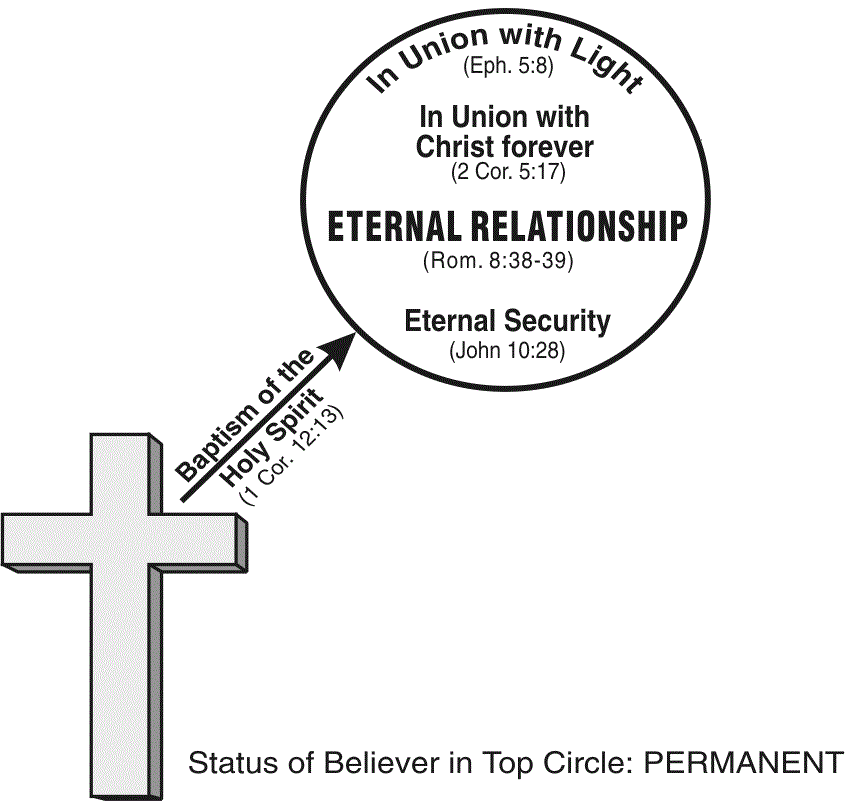 In Union with Light
(Eph. 5:8)
In Union with
Christ forever
(2 Cor. 5:17)
ETERNAL RELATIONSHIP
(Rom. 8:38-39)
Eternal Security
(John 10:28)
Baptism of the
Holy Spirit
(1 Cor. 12:13)
Status of Believer in Top Circle: PERMANENT